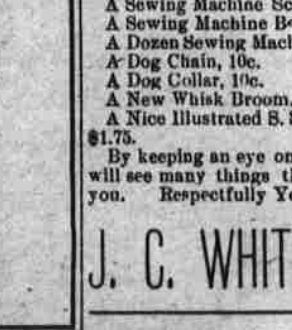 A Sewing Machine Sc
A Sewing Machine B
A Dozen Sewing Mach
A Dog Chain, 10c.
A Dog Collar, 10c.
A New Whisk Broom,
A Nice Illustrated S. S
$1.75.
By keeping an eye on
will see many things th
you. Respectfully Yo
J. C. WHIT